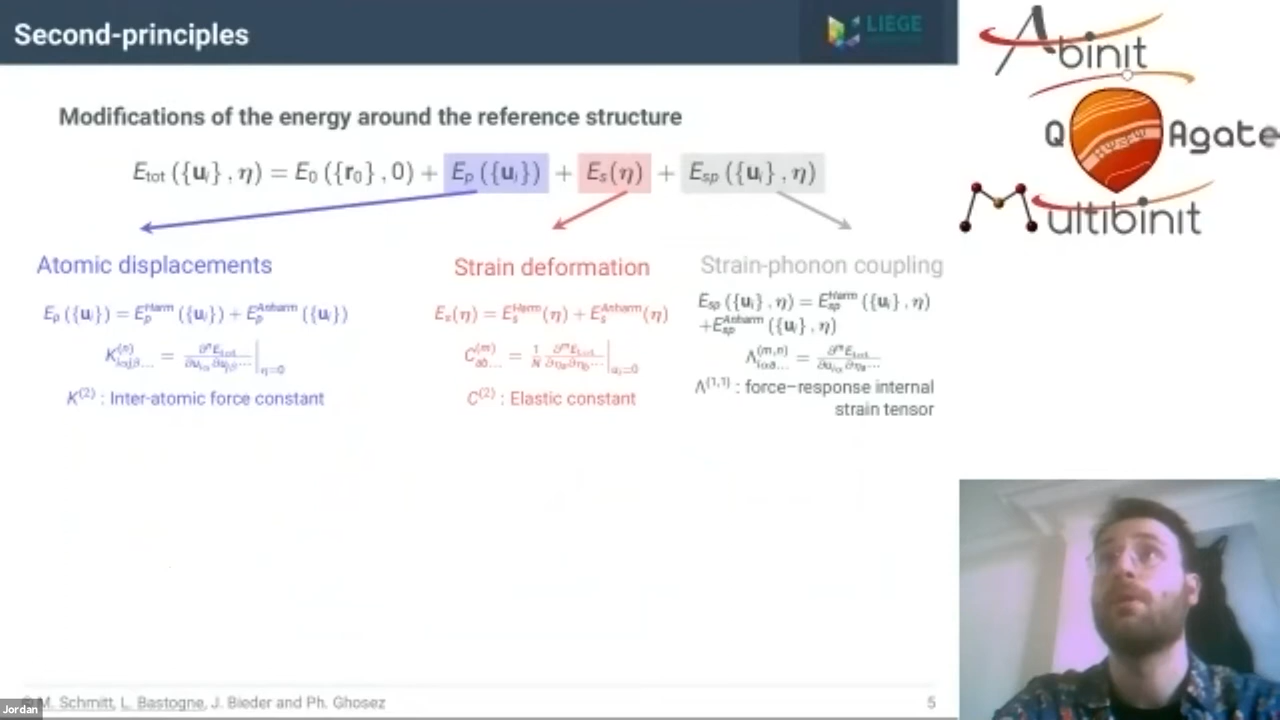 Second-principles
LIEGE
Modifications of the energy around the reference structure
E_tot ({u_i} , η) = E_0 ({r_0} , 0) + E_p ({u_i}) + E_s(η) + E_sp ({u_i} , η)
Atomic displacements
E_p ({u_i}) = E_p^Harm ({u_i}) + E_p^Anharm ({u_i})
K^(2) : Inter-atomic force constant
Strain deformation
E_s(η) = E_s^Harm(η) + E_s^Anharm(η)
C^(2) : Elastic constant
Strain-phonon coupling
E_sp ({u_i} , η) = E_sp^Harm ({u_i} , η)
+E_sp^Anharm ({u_i} , η)
Λ^(1,1) : force–response internal
strain tensor
M. Schmitt, L. Bastogne, J. Bieder and Ph. Ghosez
5
Jordan
Abinit
Q Agate
Multibinit